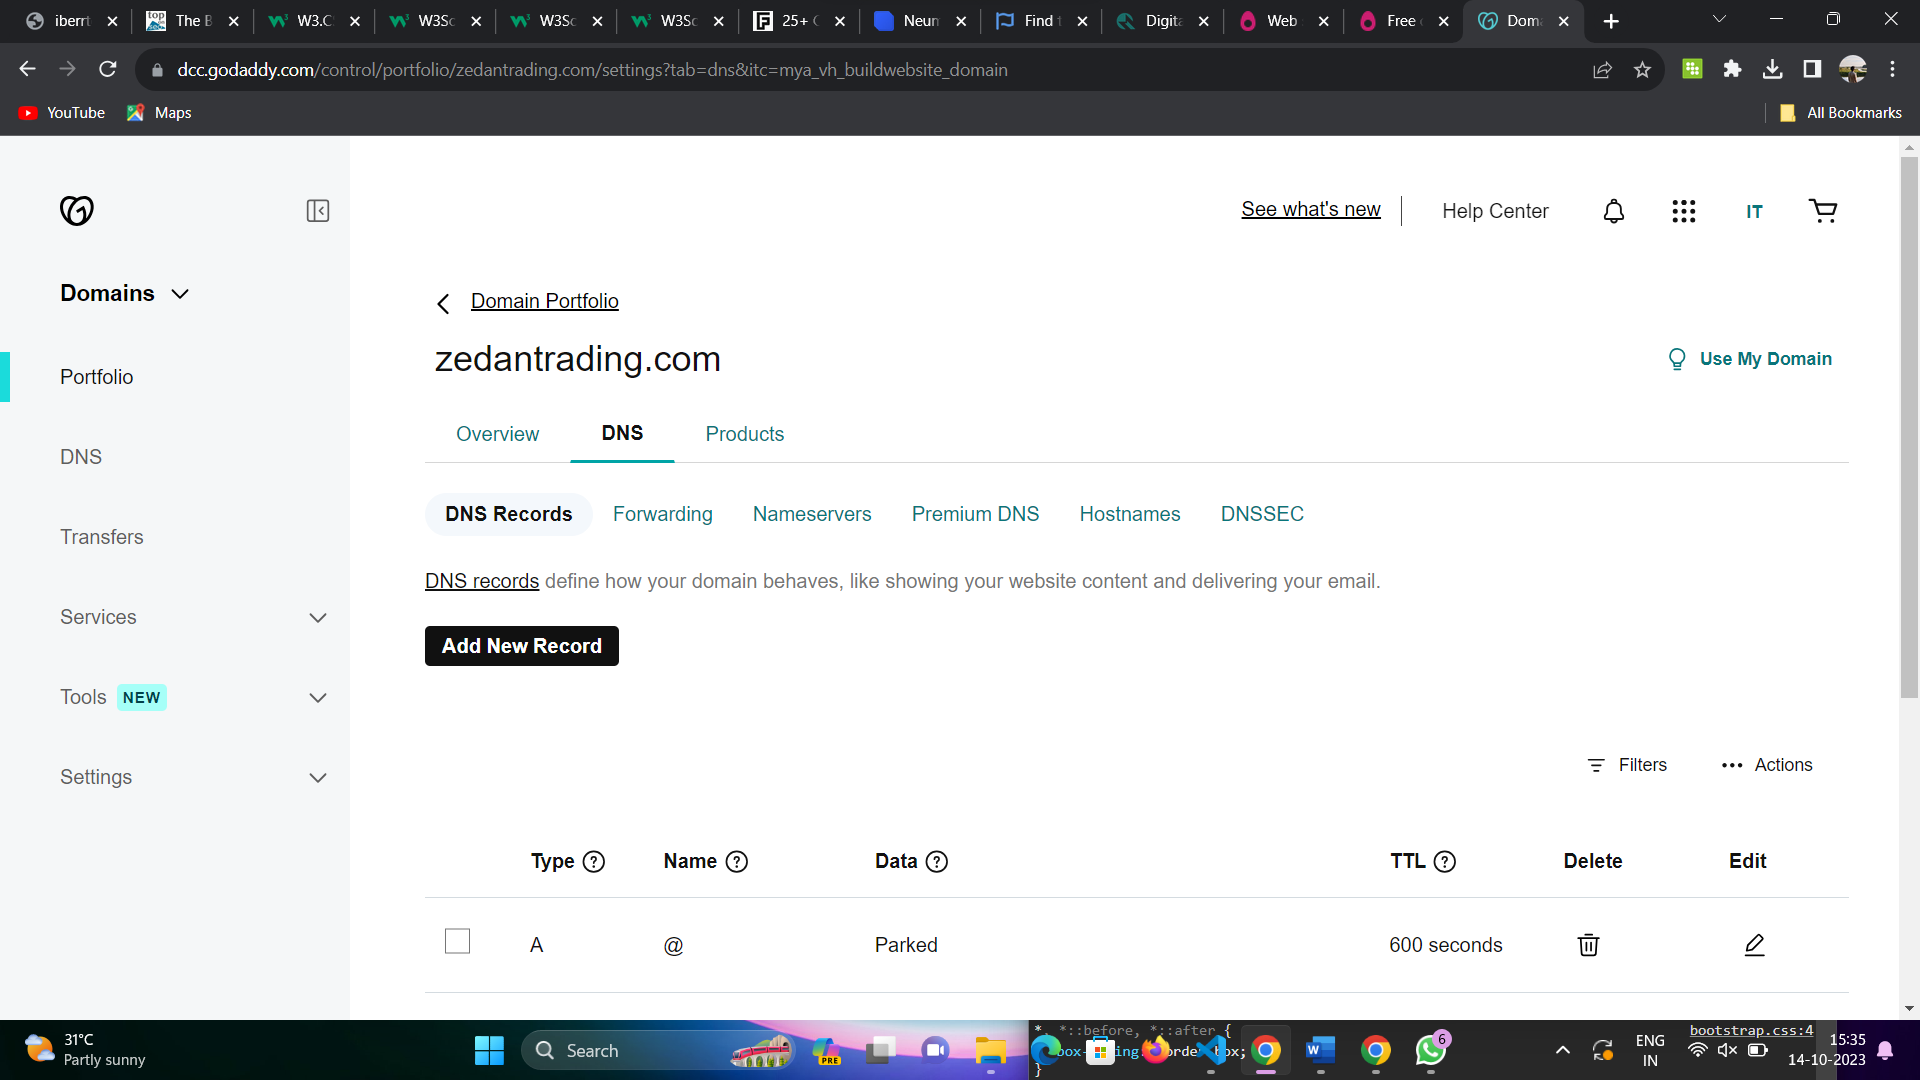 iberrt
The B
W3.C
W3Sc
W3Sc
W3Sc
25+
Neum
Find
Digita
Web
Free
Doma
dcc.godaddy.com/control/portfolio/zedantrading.com/settings?tab=dns&itc=mya_vh_buildwebsite_domain
YouTube
Maps
All Bookmarks
See what's new
Help Center
IT
Domains
Domain Portfolio
zedantrading.com
Use My Domain
Portfolio
Overview
DNS
Products
DNS
DNS Records
Forwarding
Nameservers
Premium DNS
Hostnames
DNSSEC
Transfers
DNS records define how your domain behaves, like showing your website content and delivering your email.
Services
Add New Record
Tools NEW
Settings
Filters
Actions
Type
Name
Data
TTL
Delete
Edit
A
@
Parked
600 seconds
31°C
Partly sunny
Search
PRE
*, *::before, *::after {
}
bootstrap.css:4
6
ENG
IN
15:35
14-10-2023